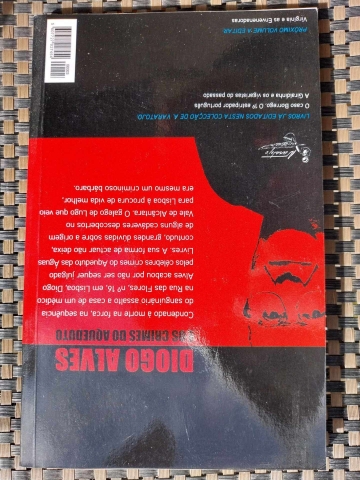 DIOGO ALVES
OS CRIMES DO AQUEDUTO
Condenado à morte na forca, na sequência
do sanguinário assalto a casa de um médico
na Rua das Flores, nº 16, em Lisboa, Diogo
Alves acabou por não ser sequer julgado
pelos célebres crimes do Aqueduto das Águas
Livres. A sua forma de actuar não deixa,
contudo, grandes dúvidas sobre a origem
de alguns cadáveres descobertos no
Vale de Alcântara. O galego de Lugo que veio
para Lisboa à procura de vida melhor,
era mesmo um criminoso bárbaro.
LIVROS JÁ EDITADOS NESTA COLECÇÃO DE A. VARATOJO
O caso Borrego, O 1º estripador português
A Giraldinha e os vigaristas do passado
PRÓXIMO VOLUME A EDITAR
Virgínia e as Envenenadoras